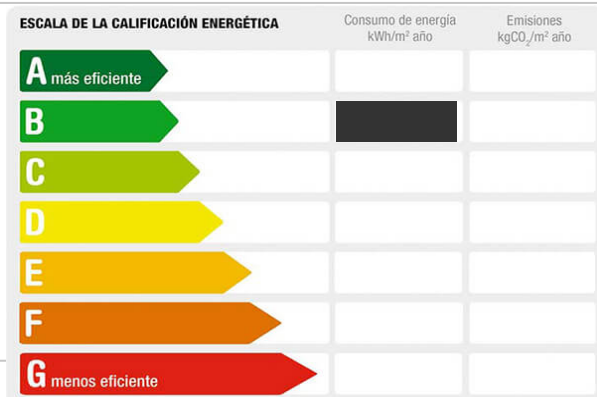 ESCALA DE LA CALIFICACIÓN ENERGÉTICA
Consumo de energía
kWh/m² año
Emisiones
kgCO₂/m² año
A más eficiente
B
C
D
E
F
G menos eficiente